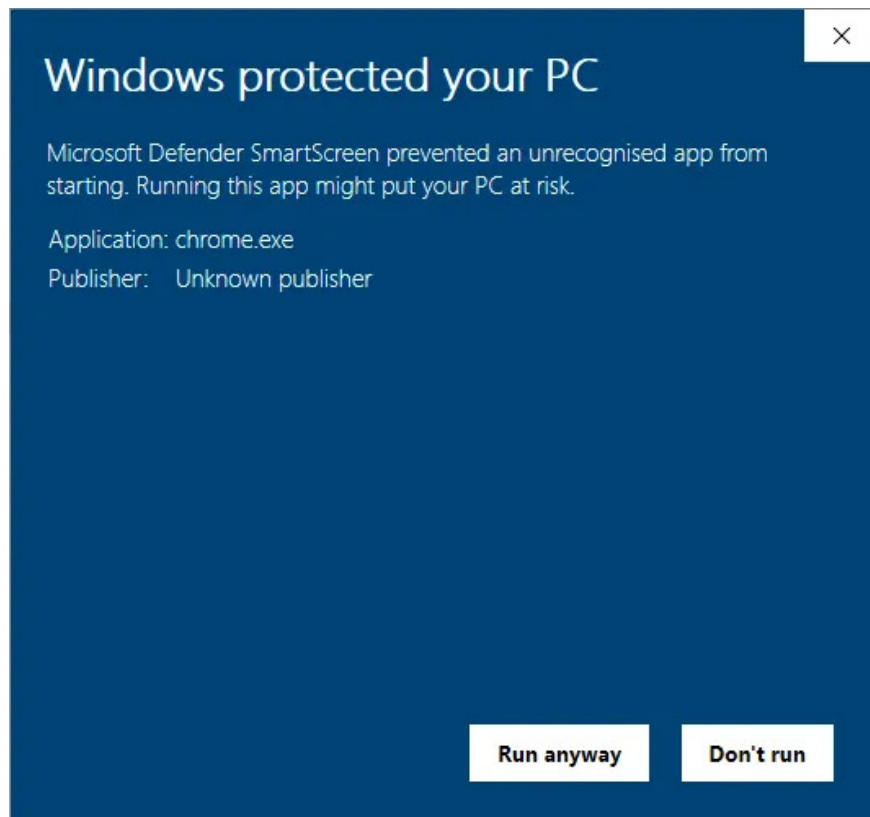 Windows protected your PC
Microsoft Defender SmartScreen prevented an unrecognised app from
starting. Running this app might put your PC at risk.
Application: chrome.exe
Publisher: Unknown publisher
Run anyway Don't run